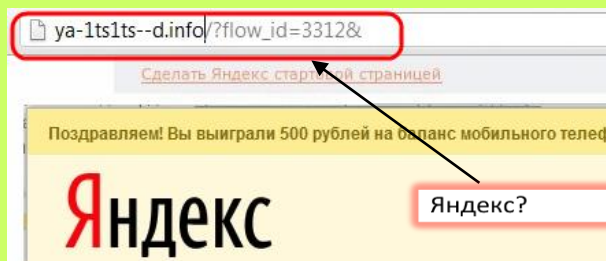 ya-1ts1ts--d.info/?flow_id=3312&
Сделать Яндекс стартовой страницей
Поздравляем! Вы выиграли 500 рублей на баланс мобильного
Яндекс
Яндекс?